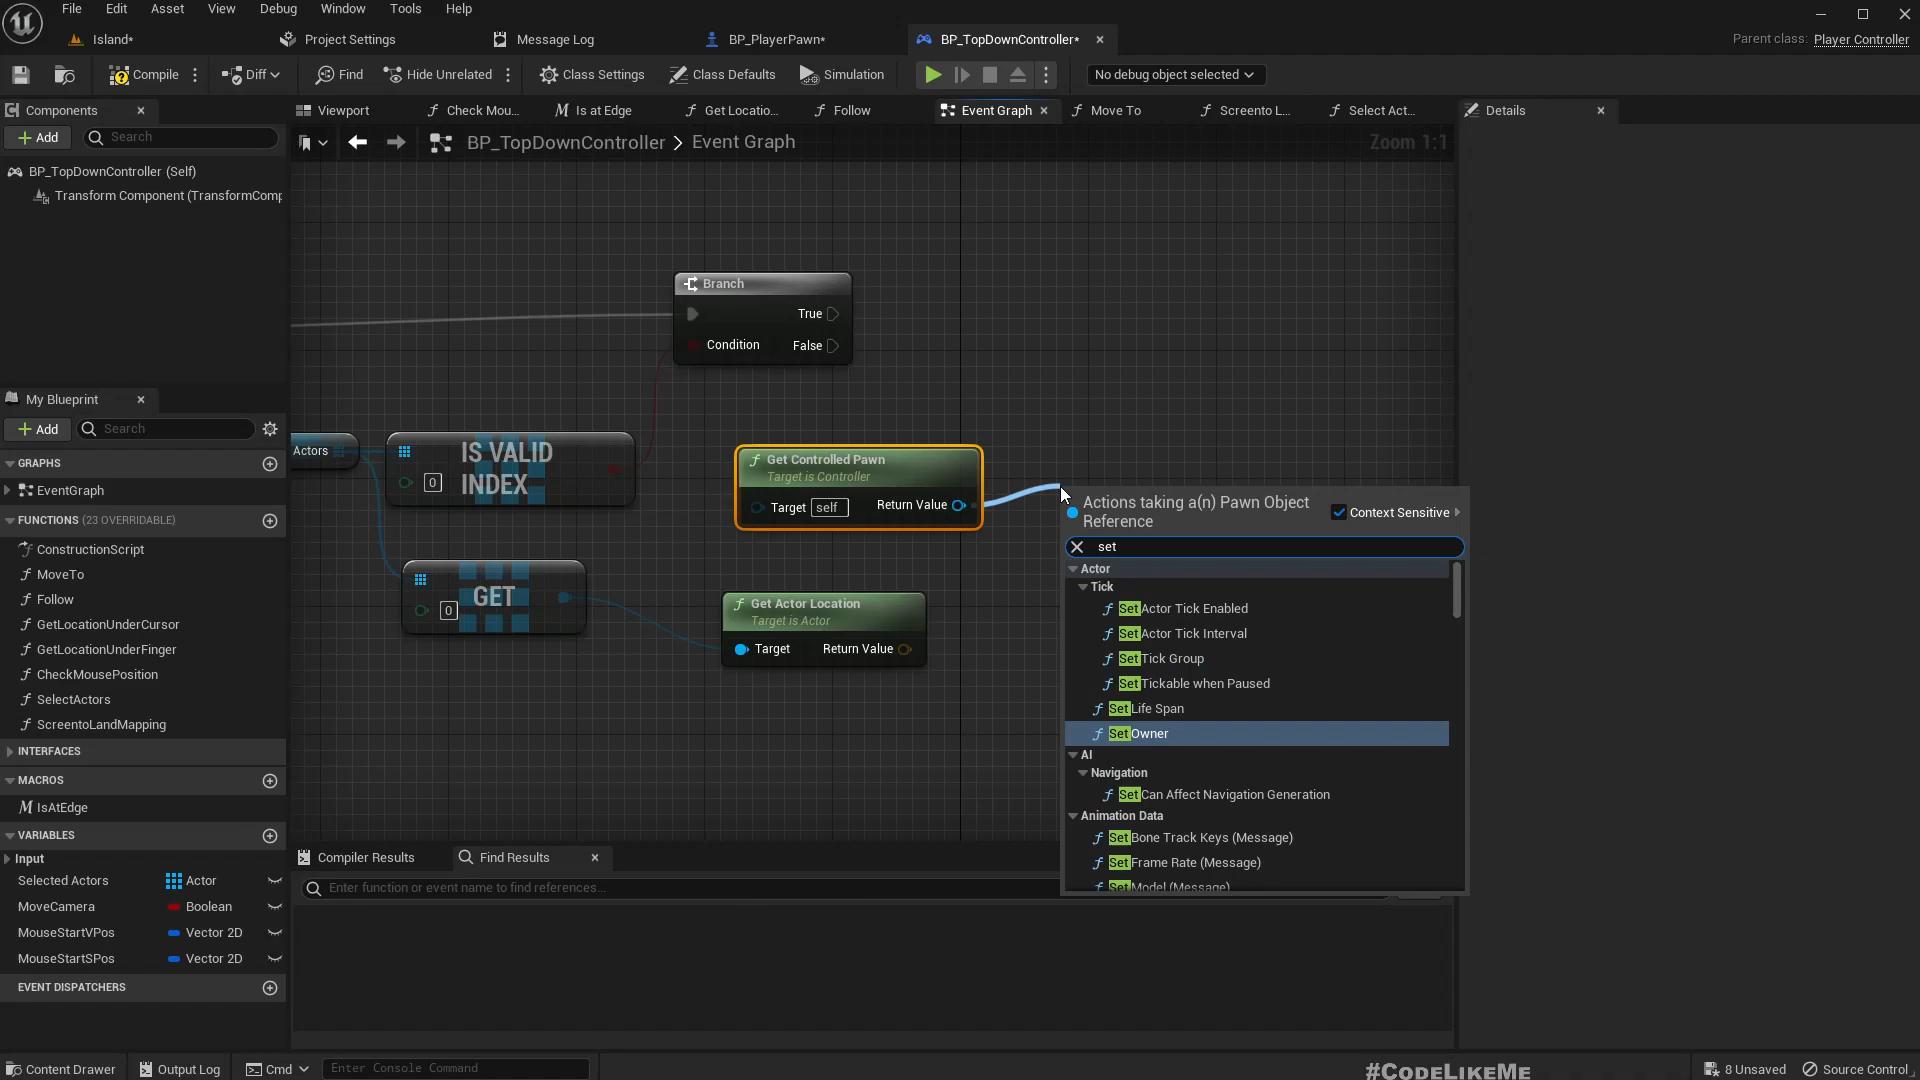 File Edit Asset View Debug Window Tools Help
Island*
Project Settings
Message Log
BP_PlayerPawn*
BP_TopDownController*
Parent class: Player Controller
Compile
Diff
Find
Hide Unrelated
Class Settings
Class Defaults
Simulation
No debug object selected
Components
Viewport
Check Mou...
Is at Edge
Get Locatio...
Follow
Event Graph
Move To
Screento L...
Select Act...
Details
Add
Search
BP_TopDownController > Event Graph
Zoom 1:1
BP_TopDownController (Self)
Transform Component (TransformComp
Branch
True
Condition
False
My Blueprint
Add
Search
GRAPHS
EventGraph
FUNCTIONS (23 OVERRIDABLE)
ConstructionScript
MoveTo
Follow
GetLocationUnderCursor
GetLocationUnderFinger
CheckMousePosition
SelectActors
ScreentoLandMapping
INTERFACES
MACROS
IsAtEdge
VARIABLES
Input
Selected Actors Actor
MoveCamera Boolean
MouseStartVPos Vector 2D
MouseStartSPos Vector 2D
EVENT DISPATCHERS
Actors
IS VALID
INDEX
0
Get Controlled Pawn
Target is Controller
Target self Return Value
GET
0
Get Actor Location
Target is Actor
Target Return Value
Actions taking a(n) Pawn Object
Reference
Context Sensitive
set
Actor
Tick
Set Actor Tick Enabled
Set Actor Tick Interval
Set Tick Group
Set Tickable when Paused
Set Life Span
Set Owner
AI
Navigation
Set Can Affect Navigation Generation
Animation Data
Set Bone Track Keys (Message)
Set Frame Rate (Message)
Set Model (Message)
Compiler Results
Find Results
Enter function or event name to find references...
Content Drawer
Output Log
Cmd
Enter Console Command
#CodeLikeMe
8 Unsaved
Source Control